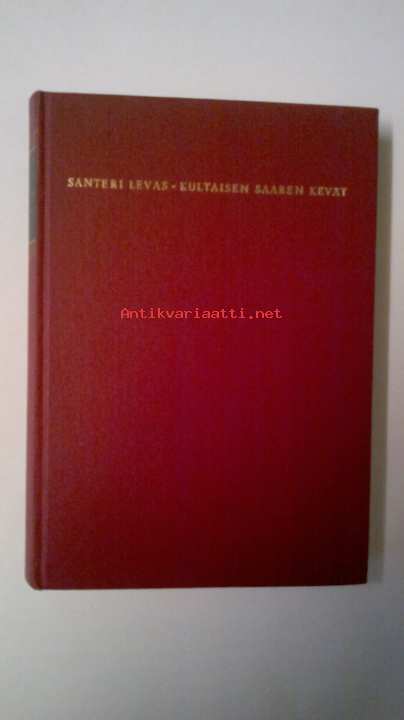 SANTERI LEVAS - KULTAISEN SAAREN KEVÄT
Antikvariaatti.net